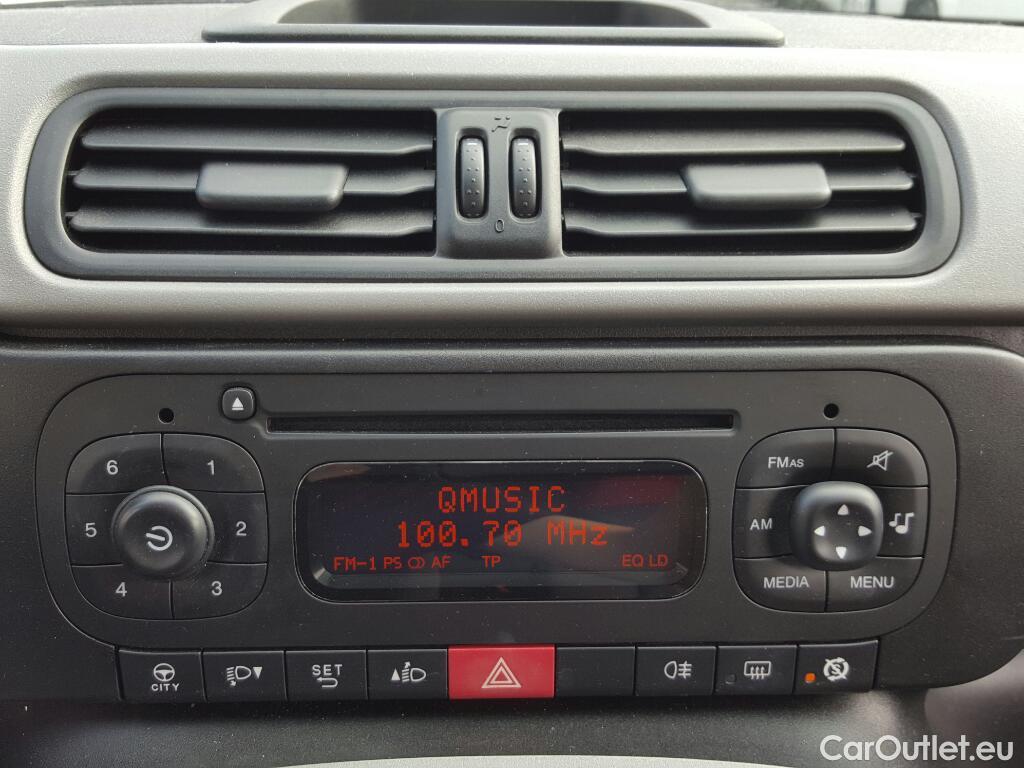 0
6 1
5 2
4 3
QMUSIC
100.70 MHz
FM-1 PS AF TP EQ LD
FMAS
AM
MEDIA MENU
CITY
SET
CarOutlet.eu